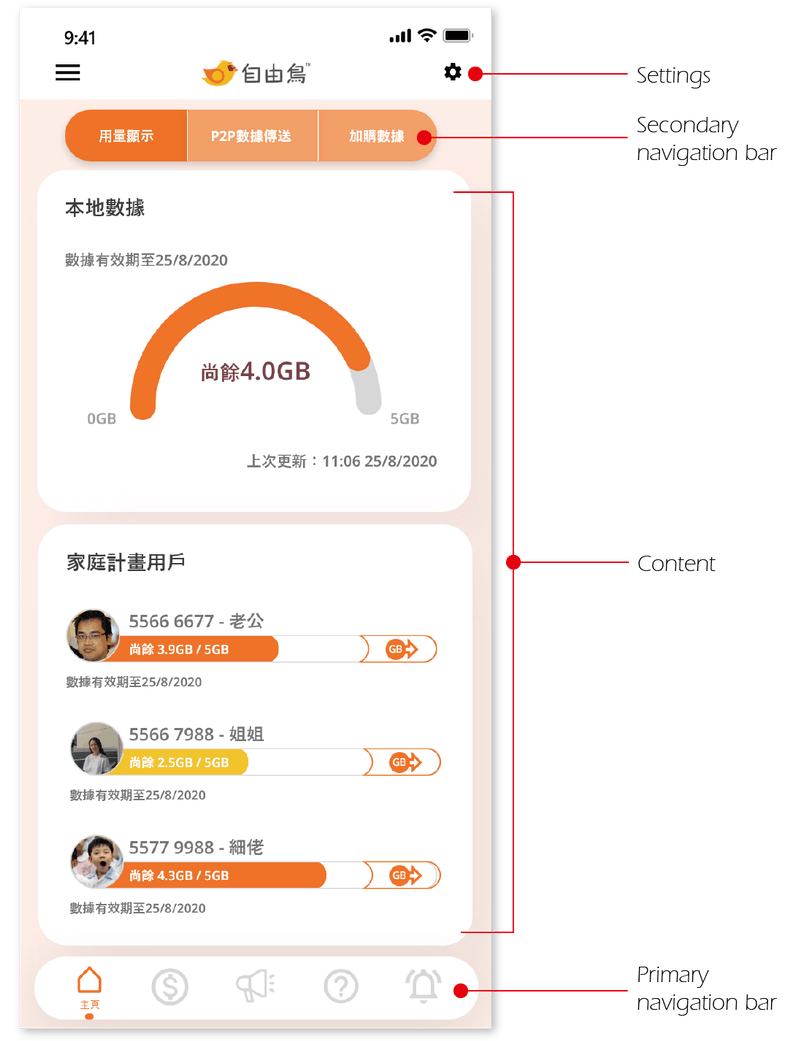 9:41
自由鳥™
Settings
用量顯示
P2P數據傳送
加購數據
Secondary
navigation bar
本地數據
數據有效期至25/8/2020
尚餘4.0GB
0GB
5GB
上次更新：11:06 25/8/2020
Content
家庭計畫用戶
5566 6677 - 老公
尚餘 3.9GB / 5GB
GB
數據有效期至25/8/2020
5566 7988 - 姐姐
尚餘 2.5GB / 5GB
GB
數據有效期至25/8/2020
5577 9988 - 細佬
尚餘 4.3GB / 5GB
GB
數據有效期至25/8/2020
主頁
$
?
Primary
navigation bar